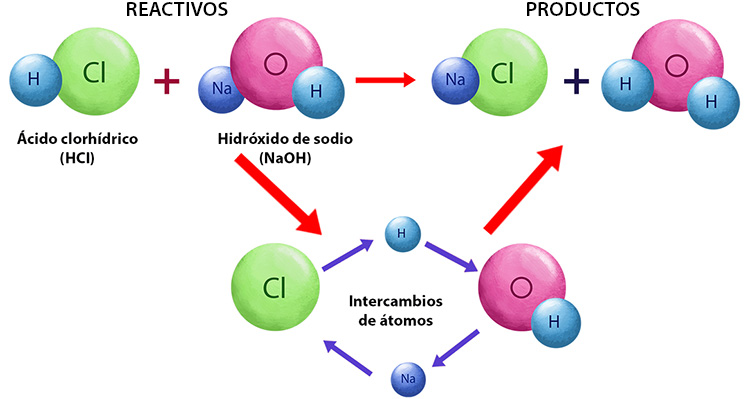 REACTIVOS
PRODUCTOS
H
Cl
+
Na
O
H
Na
Cl
+
H
O
H
Ácido clorhídrico
(HCl)
Hidróxido de sodio
(NaOH)
Cl
H
O
H
Na
Intercambios
de átomos